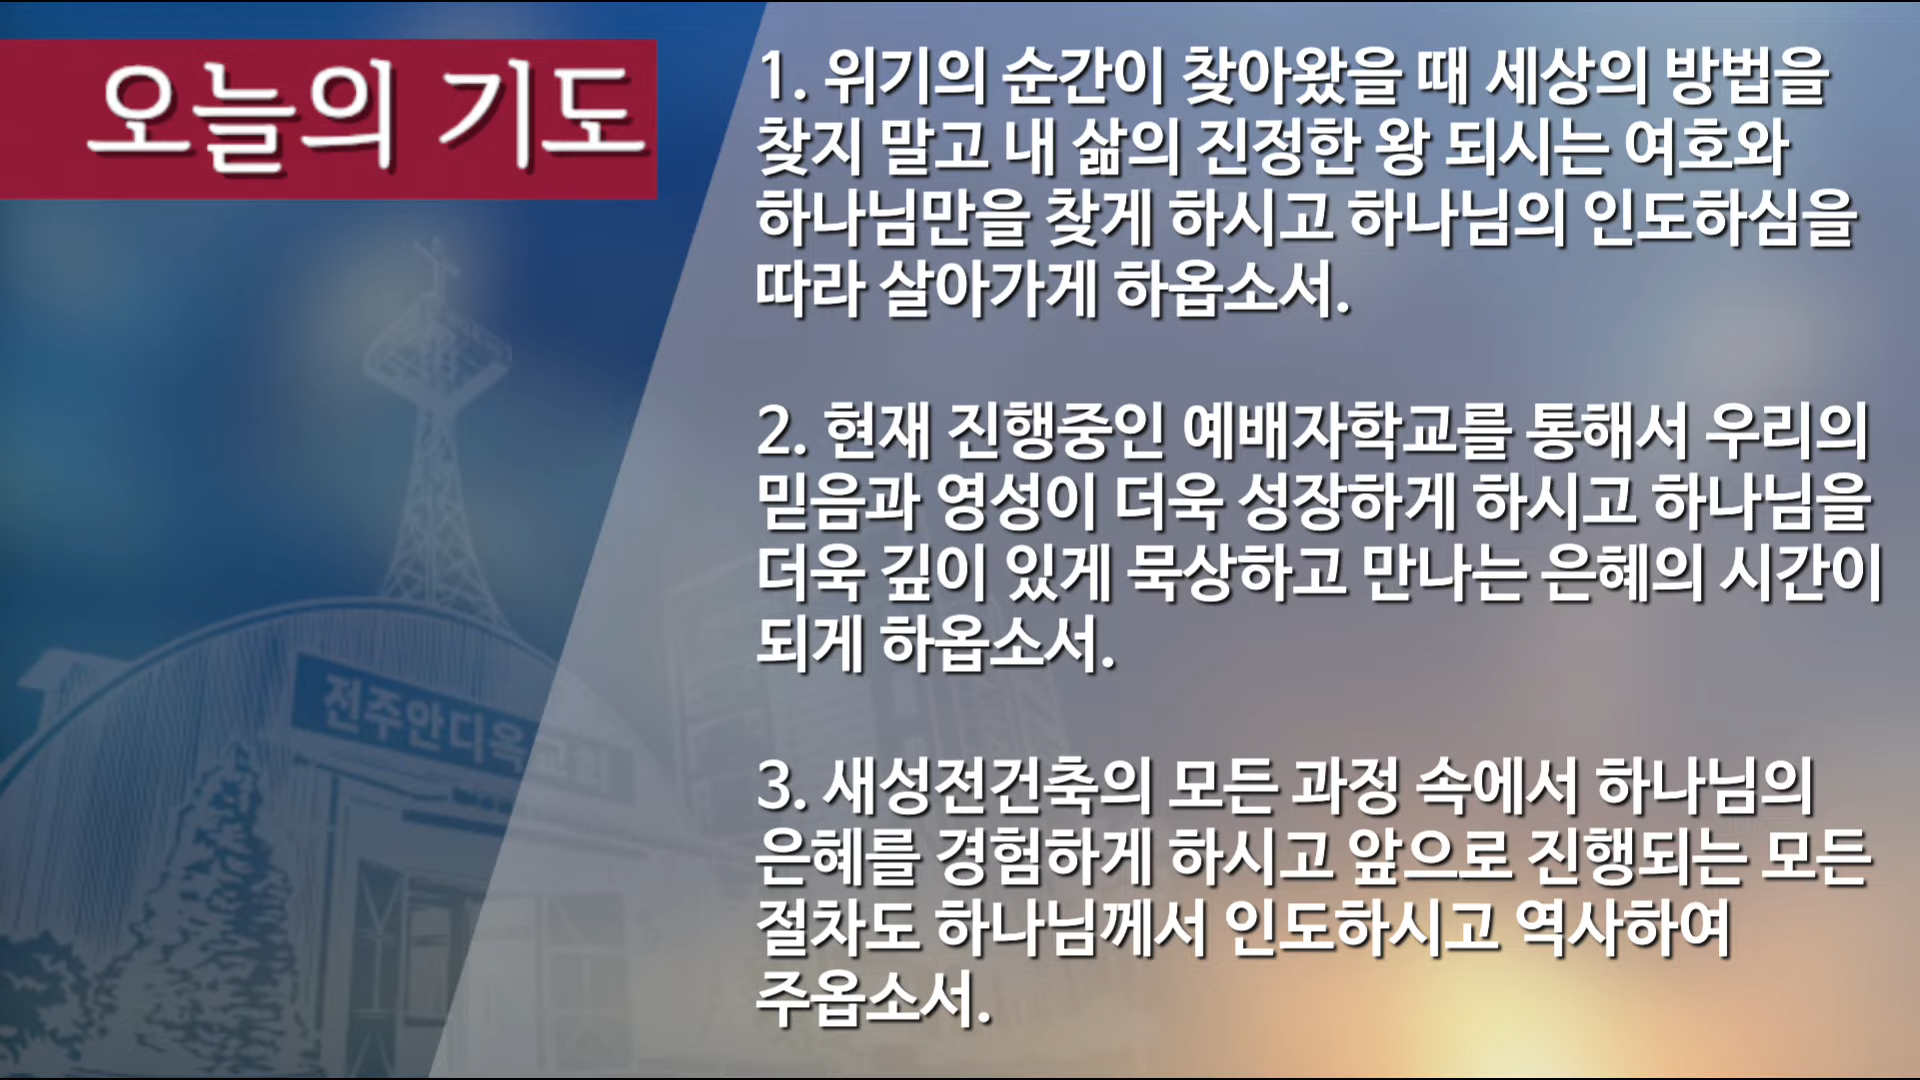 오늘의 기도
1. 위기의 순간이 찾아왔을 때 세상의 방법을
찾지 말고 내 삶의 진정한 왕 되시는 여호와
하나님만을 찾게 하시고 하나님의 인도하심을
따라 살아가게 하옵소서.
2. 현재 진행중인 예배자학교를 통해서 우리의
믿음과 영성이 더욱 성장하게 하시고 하나님을
더욱 깊이 있게 묵상하고 만나는 은혜의 시간이
되게 하옵소서.
3. 새성전건축의 모든 과정 속에서 하나님의
은혜를 경험하게 하시고 앞으로 진행되는 모든
절차도 하나님께서 인도하시고 역사하여
주옵소서.
전주안디옥교회